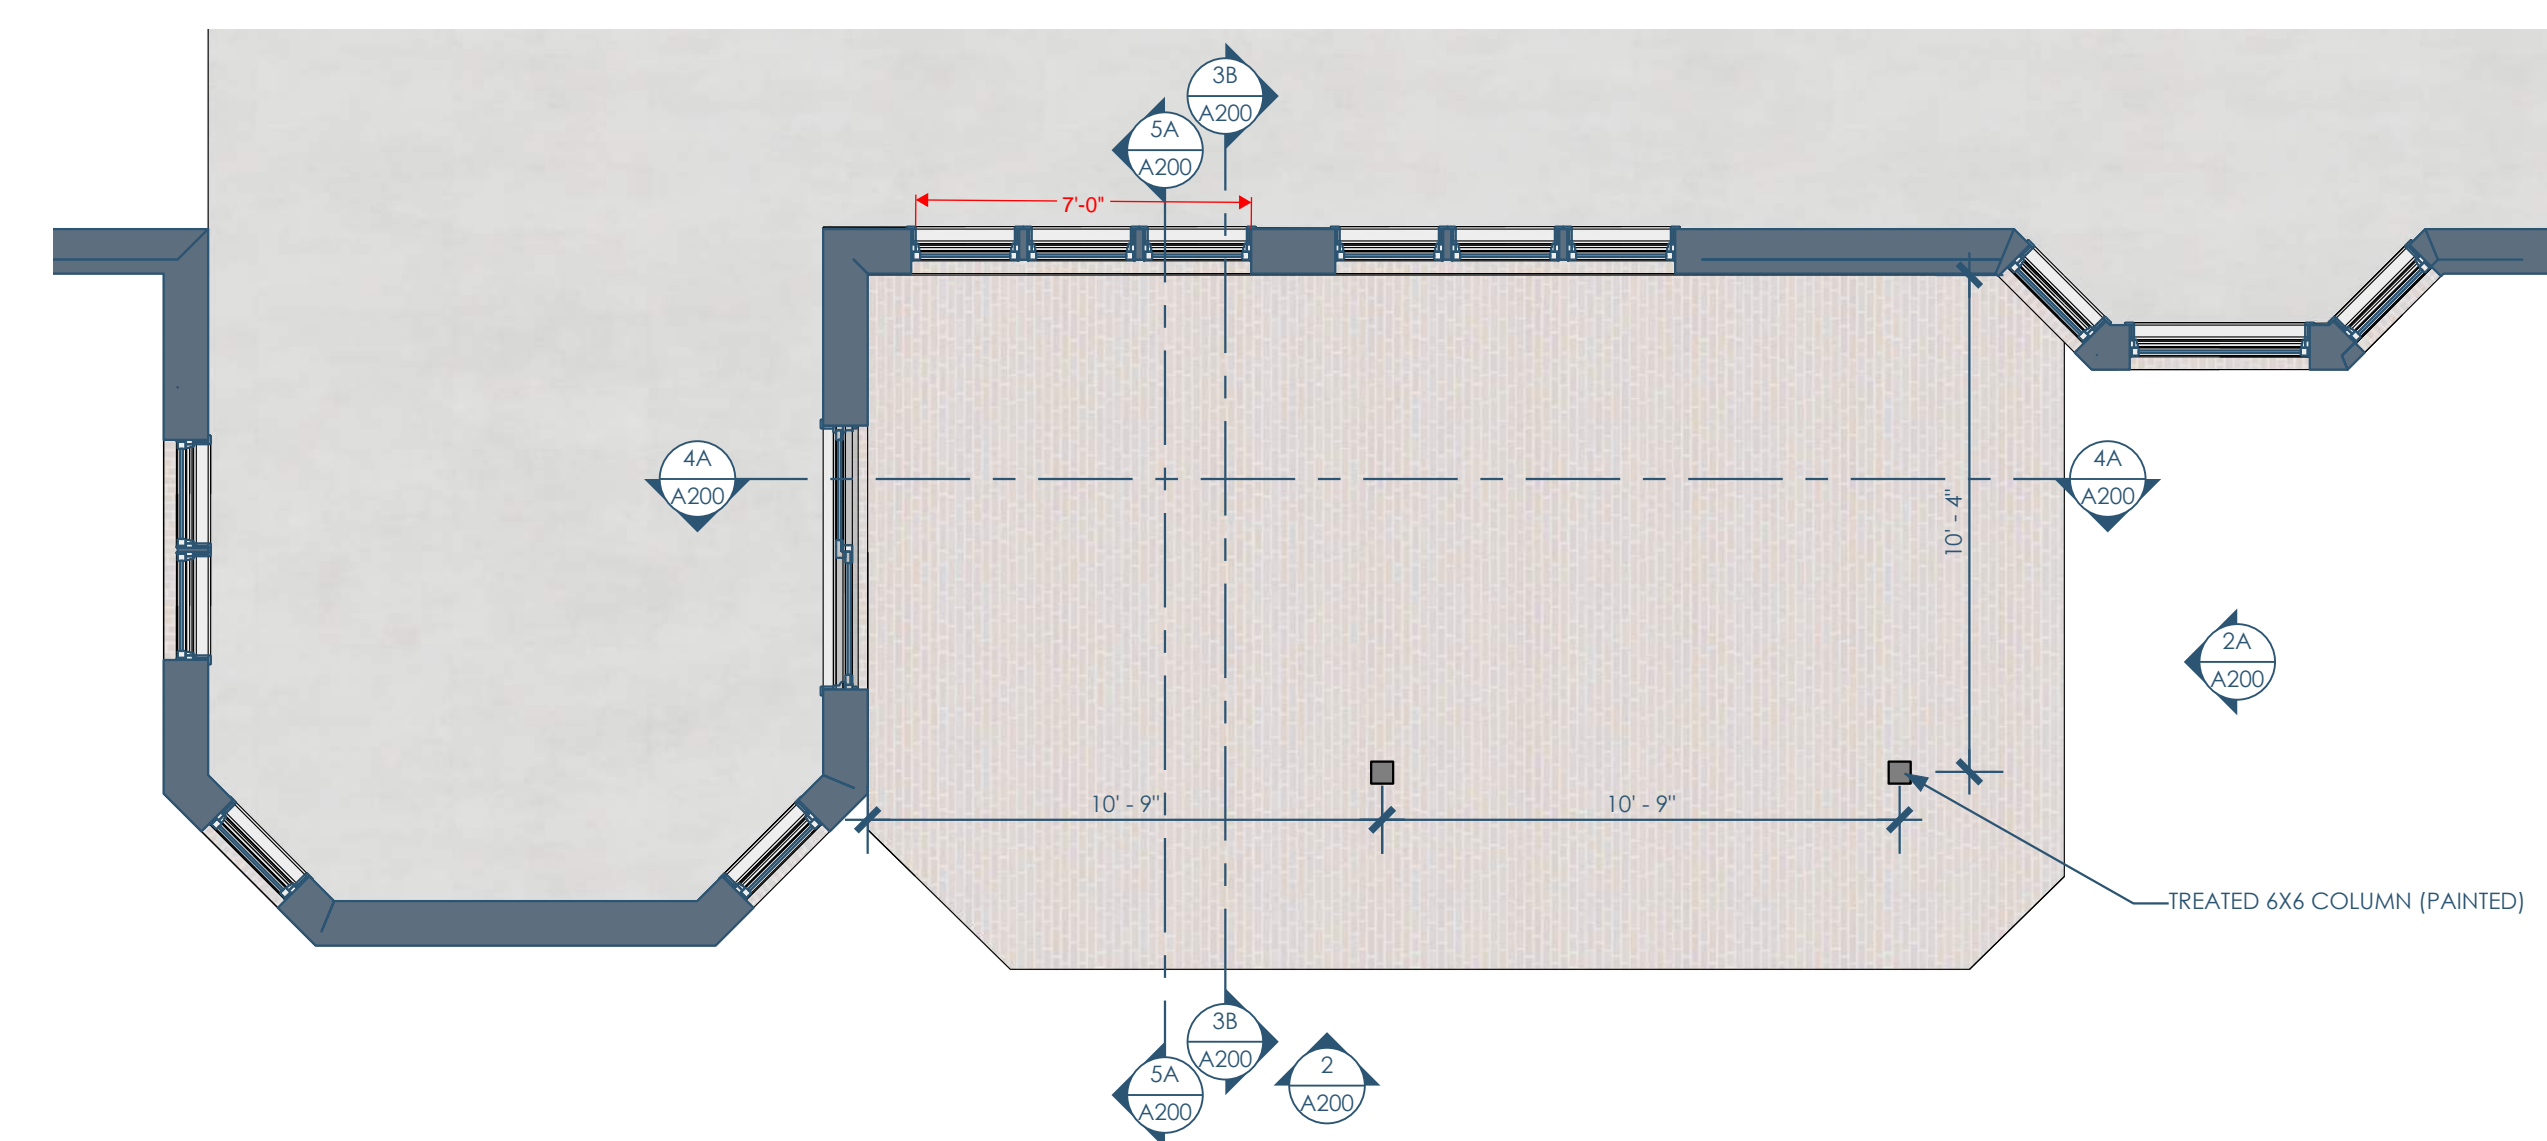 3B
A200
5A
A200
7'-0"
4A
A200
4A
A200
10' - 4"
2A
A200
10' - 9"
10' - 9"
TREATED 6X6 COLUMN (PAINTED)
3B
A200
5A
A200
2
A200